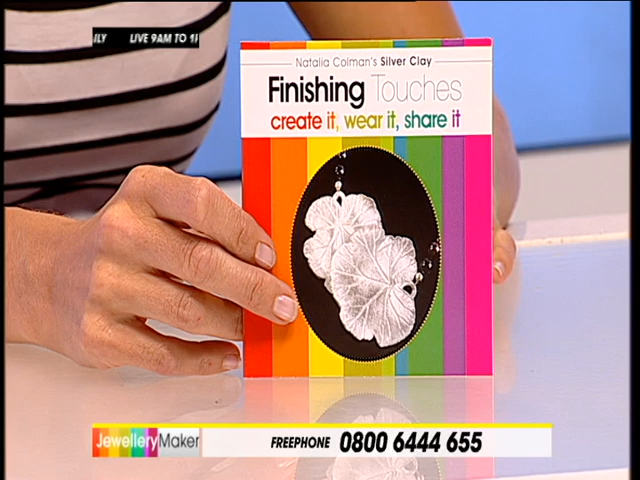 LIVE 9AM TO 1
Natalia Colman's Silver Clay
Finishing Touches
create it, wear it, share it
JewelleryMaker
FREEPHONE 0800 6444 655